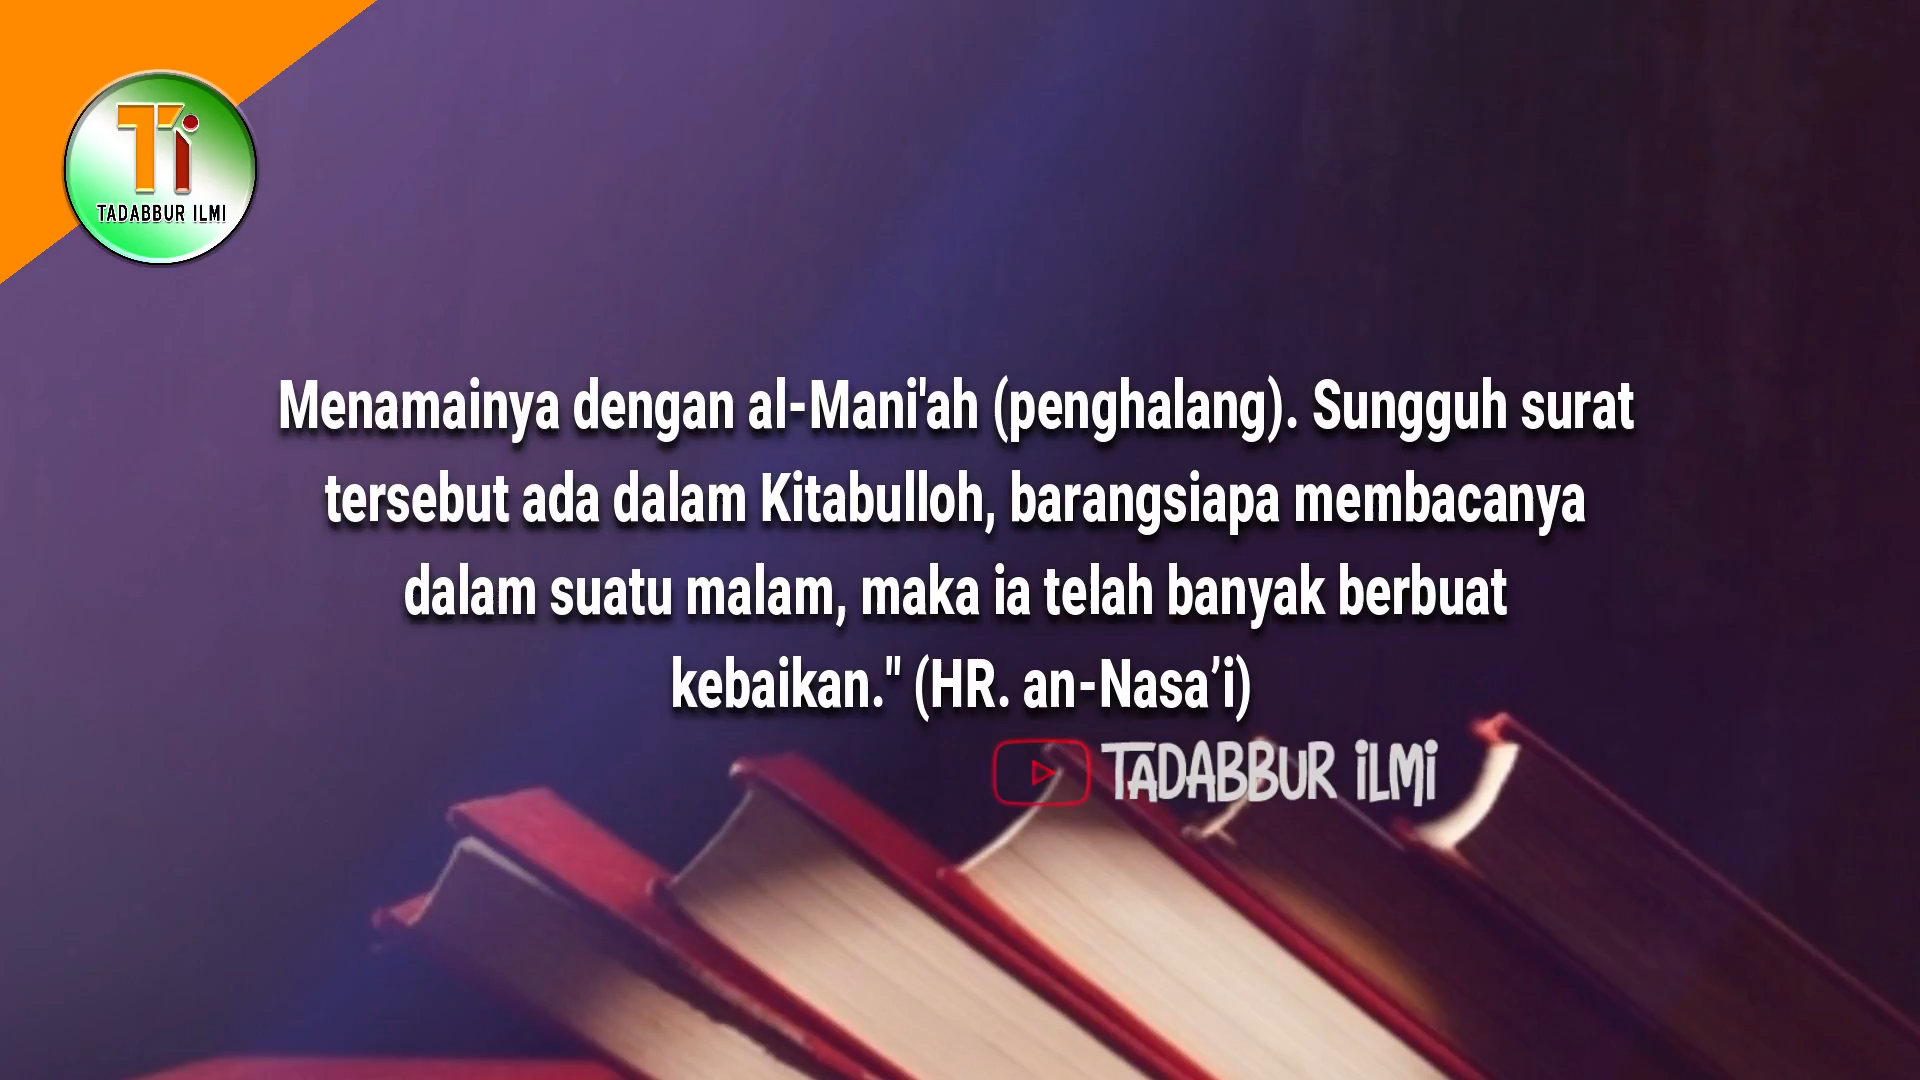 Ti
TADABBUR ILMI
Menamainya dengan al-Mani'ah (penghalang). Sungguh surat
tersebut ada dalam Kitabulloh, barangsiapa membacanya
dalam suatu malam, maka ia telah banyak berbuat
kebaikan." (HR. an-Nasa’i)
TADABBUR iLMi